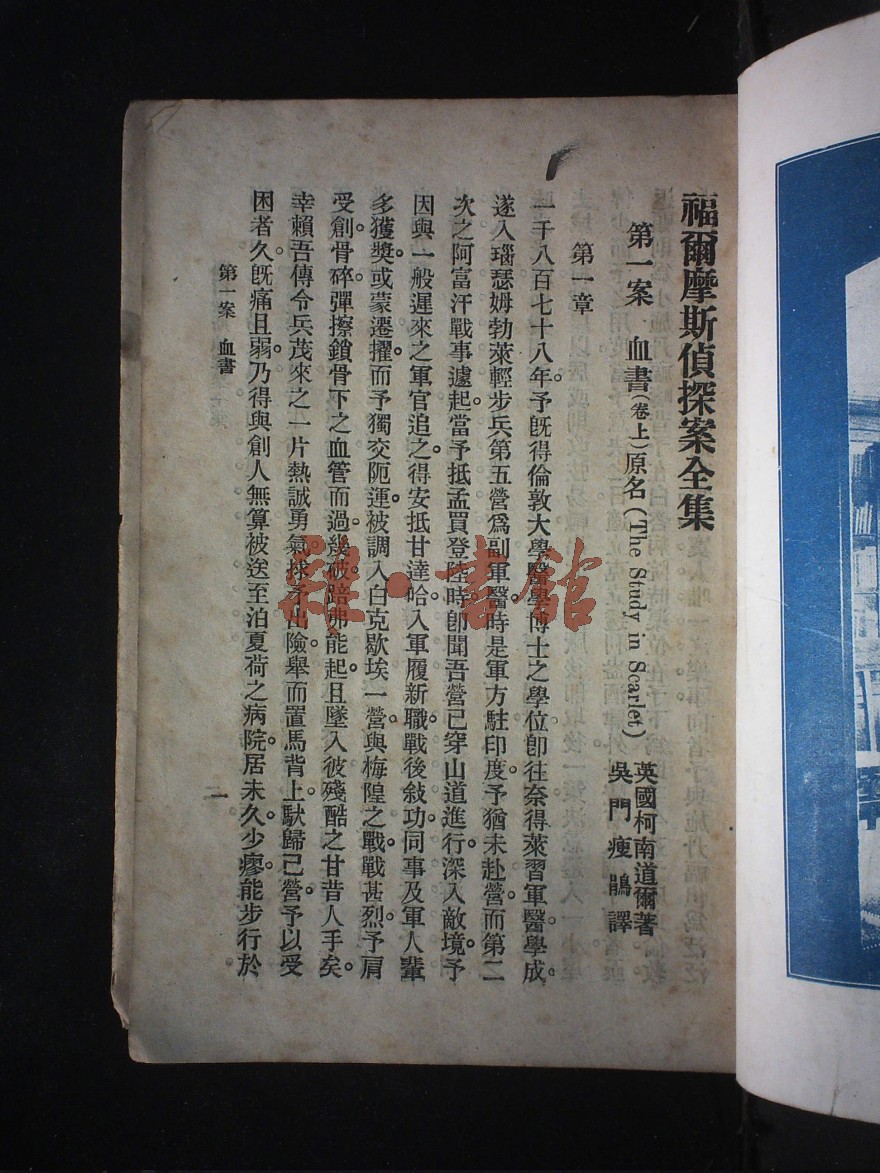 福爾摩斯偵探案全集
第一案 血書(卷上)原名(The Study in Scarlet)
英國柯南道爾著
吳門瘦鵑譯
第一章
一千八百七十八年。予旣得倫敦大學醫學博士之學位。卽往奈得萊習軍醫學成。
遂入瑙瑟姆勃萊輕步兵第五營爲副軍醫。時是軍方駐印度。予猶未赴營。而第二
次之阿富汗戰事遽起。當予抵孟買登陸時。卽聞吾營已穿山道進行。深入敵境。予
因與一般遲來之軍官追之。得安抵甘達哈。入軍履新職。戰後敍功。同事及軍人輩
多獲獎。或蒙遷擢。而予獨交阨運。被調入白克歇埃一營。與梅隍之戰。戰甚烈。予肩
受創。骨碎。彈擦鎖骨下之血管而過。幾破。踣弗能起。且墜入彼殘酷之甘昔人手矣。
幸賴吾傳令兵茂來之一片熱誠勇氣。捄予出險。舉而置馬背上。馱歸己營。予以受
困者久。旣痛且弱。乃得與創人無算。被送至泊夏荷之病院。居未久。少瘳。能步行於
第一案 血書
一
雜·書館